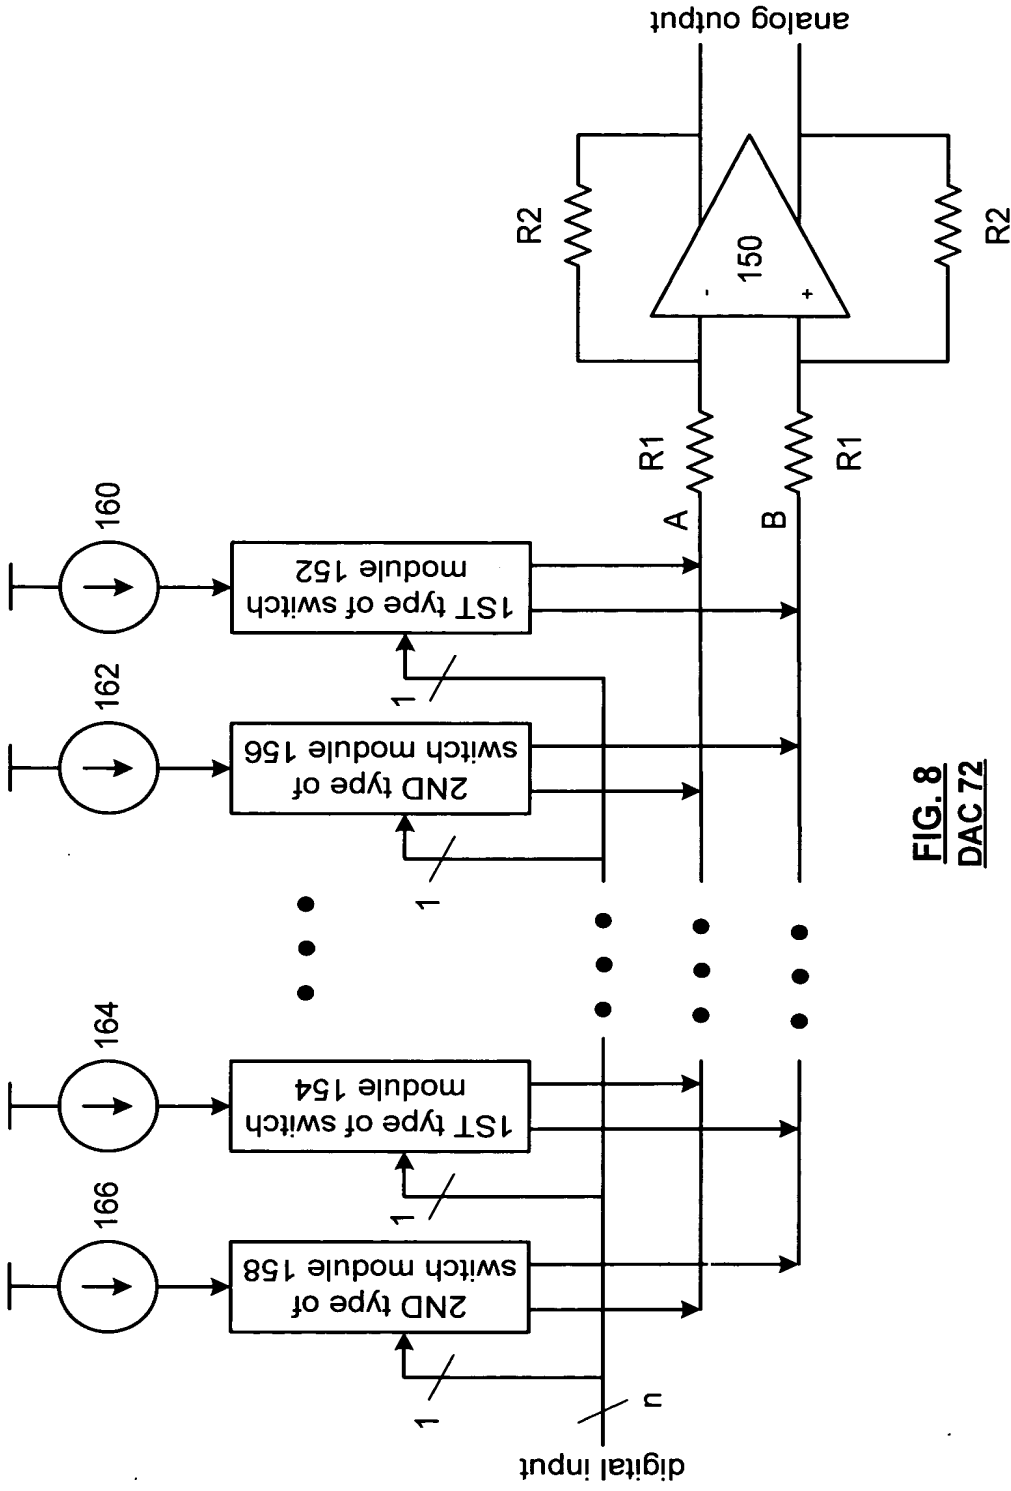 analog output
R2
150
-
+
R2
R1
R1
A
B
160
1ST type of switch
module 152
1
162
2ND type of
switch module 156
1
164
1ST type of switch
module 154
1
166
2ND type of
switch module 158
1
n
digital input
FIG. 8
DAC 72